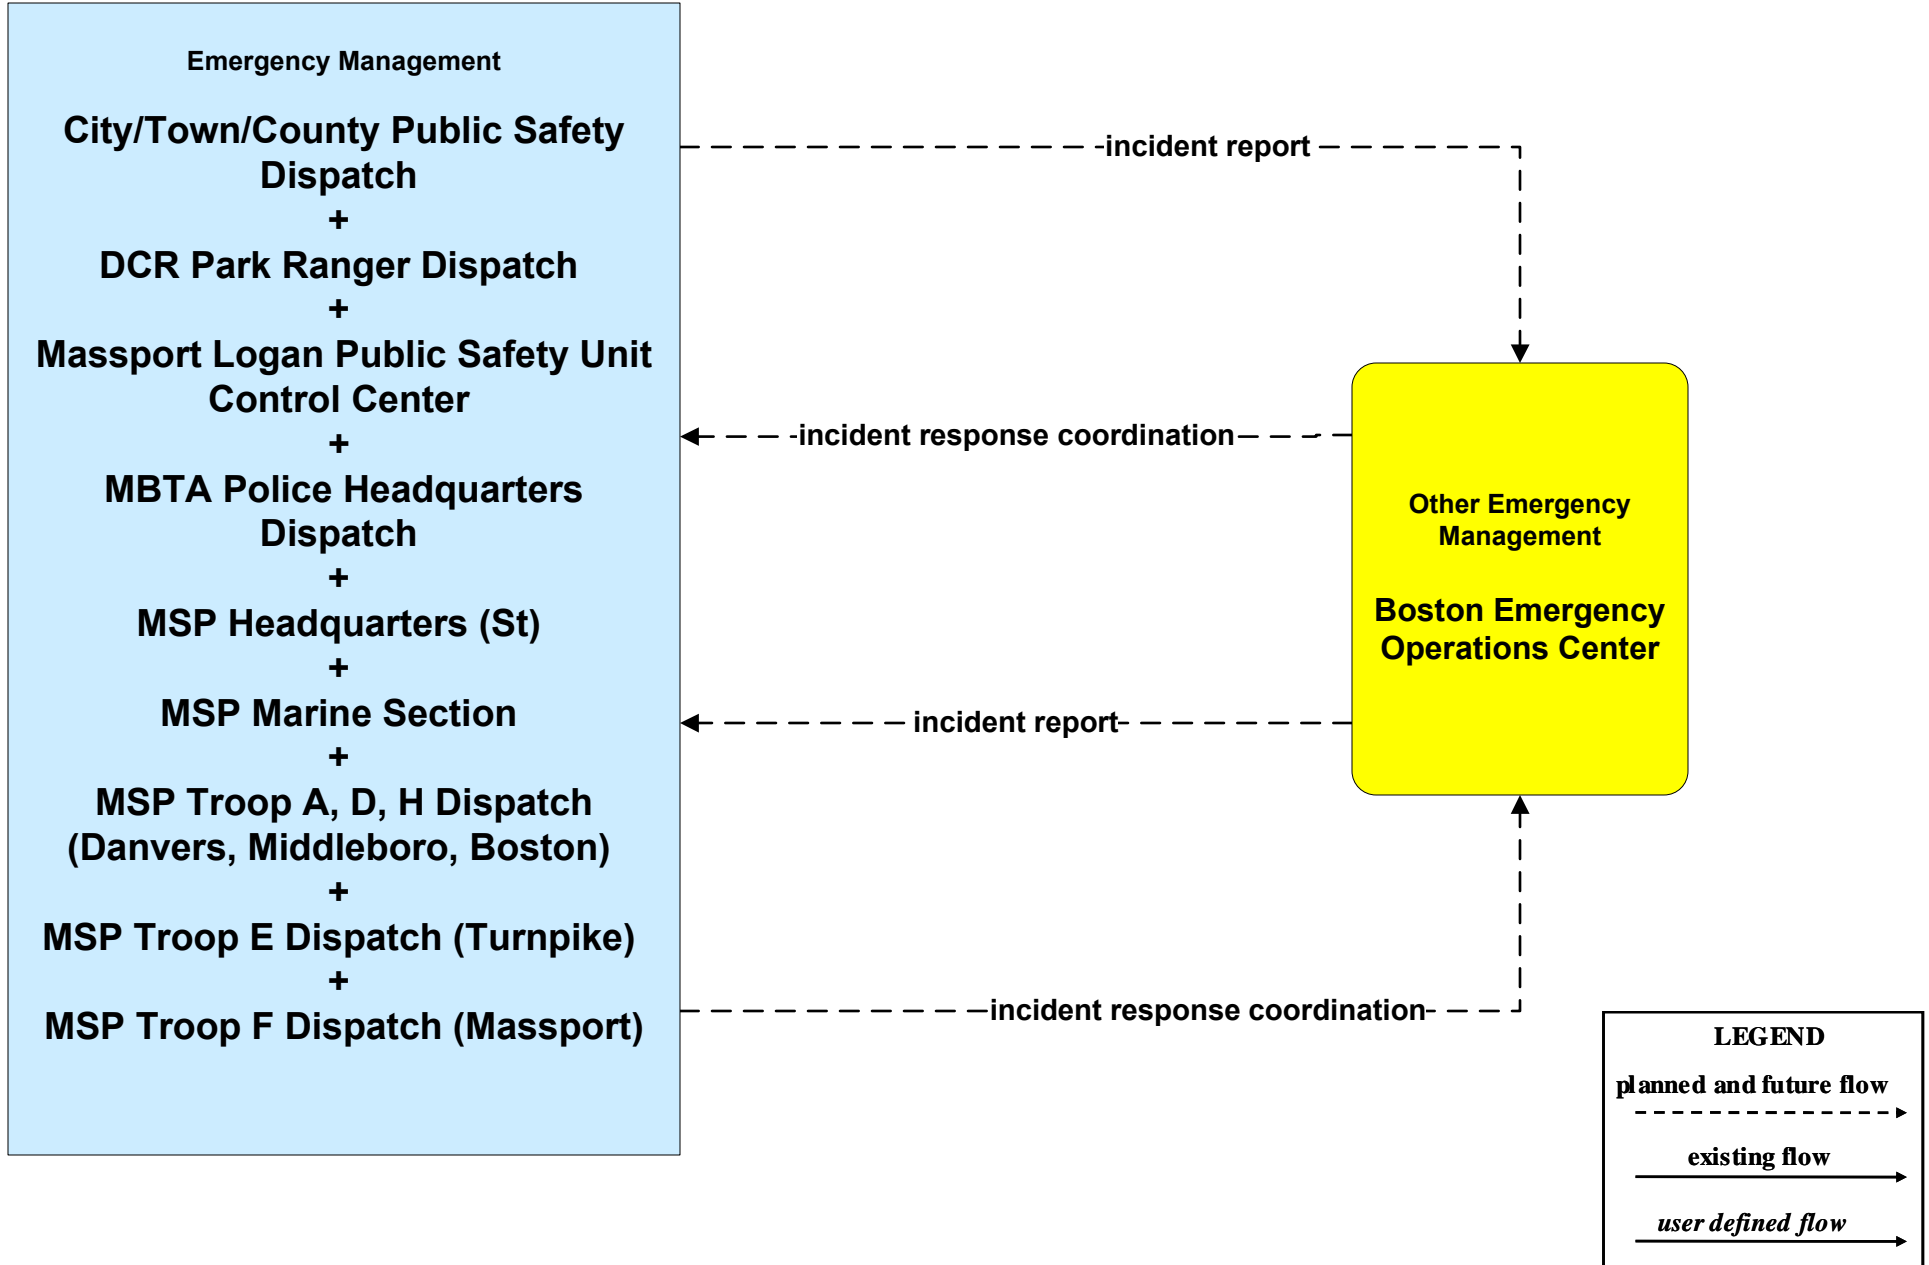 Emergency Management
City/Town/County Public Safety
Dispatch
+
DCR Park Ranger Dispatch
+
Massport Logan Public Safety Unit
Control Center
+
MBTA Police Headquarters
Dispatch
+
MSP Headquarters (St)
+
MSP Marine Section
+
MSP Troop A, D, H Dispatch
(Danvers, Middleboro, Boston)
+
MSP Troop E Dispatch (Turnpike)
+
MSP Troop F Dispatch (Massport)
incident report
incident response coordination
incident report
incident response coordination
Other Emergency
Management
Boston Emergency
Operations Center
LEGEND
planned and future flow
existing flow
user defined flow